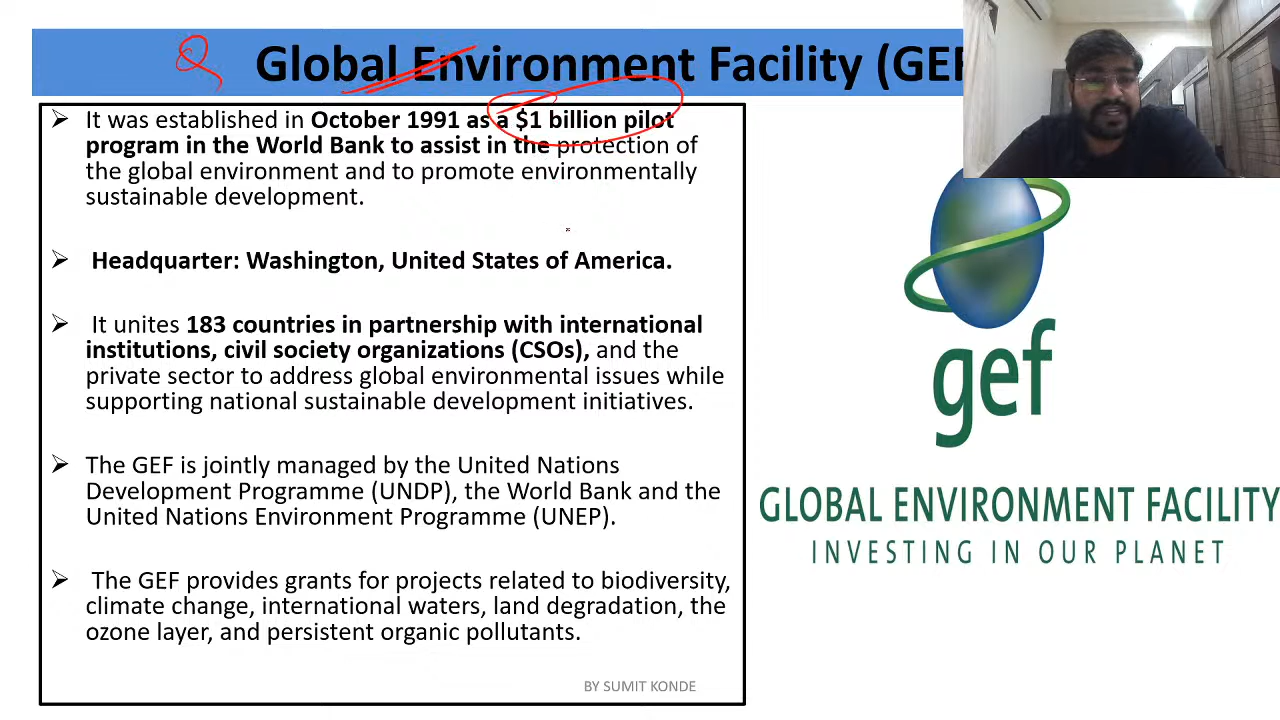 Global Environment Facility (GEF
➢ It was established in October 1991 as a $1 billion pilot
program in the World Bank to assist in the protection of
the global environment and to promote environmentally
sustainable development.
➢ Headquarter: Washington, United States of America.
➢ It unites 183 countries in partnership with international
institutions, civil society organizations (CSOs), and the
private sector to address global environmental issues while
supporting national sustainable development initiatives.
➢ The GEF is jointly managed by the United Nations
Development Programme (UNDP), the World Bank and the
United Nations Environment Programme (UNEP).
➢ The GEF provides grants for projects related to biodiversity,
climate change, international waters, land degradation, the
ozone layer, and persistent organic pollutants.
BY SUMIT KONDE
gef
GLOBAL ENVIRONMENT FACILITY
INVESTING IN OUR PLANET